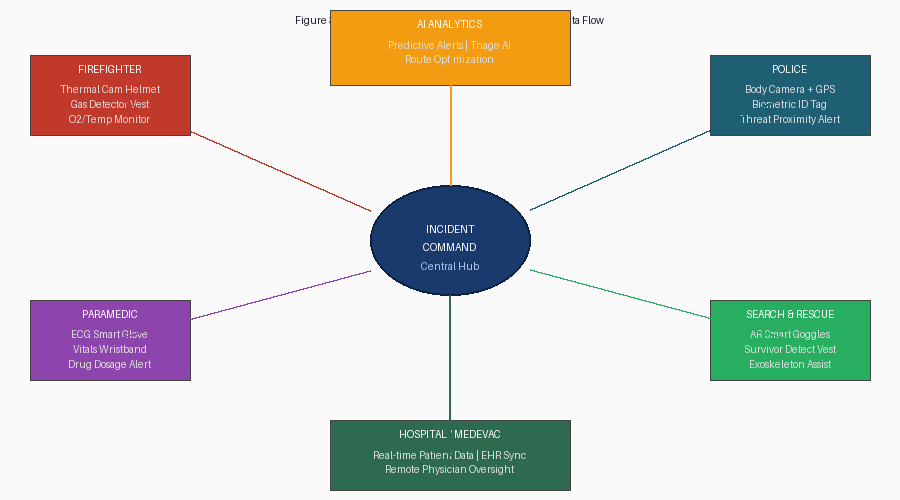 Figure
ta Flow
AI ANALYTICS
Predictive Alerts | Triage AI
Route Optimization
FIREFIGHTER
Thermal Cam Helmet
Gas Detector Vest
O2/Temp Monitor
POLICE
Body Camera + GPS
Biometric ID Tag
Threat Proximity Alert
INCIDENT
COMMAND
Central Hub
PARAMEDIC
ECG Smart Glove
Vitals Wristband
Drug Dosage Alert
SEARCH & RESCUE
AR Smart Goggles
Survivor Detect Vest
Exoskeleton Assist
HOSPITAL / MEDEVAC
Real-time Patient Data | EHR Sync
Remote Physician Oversight